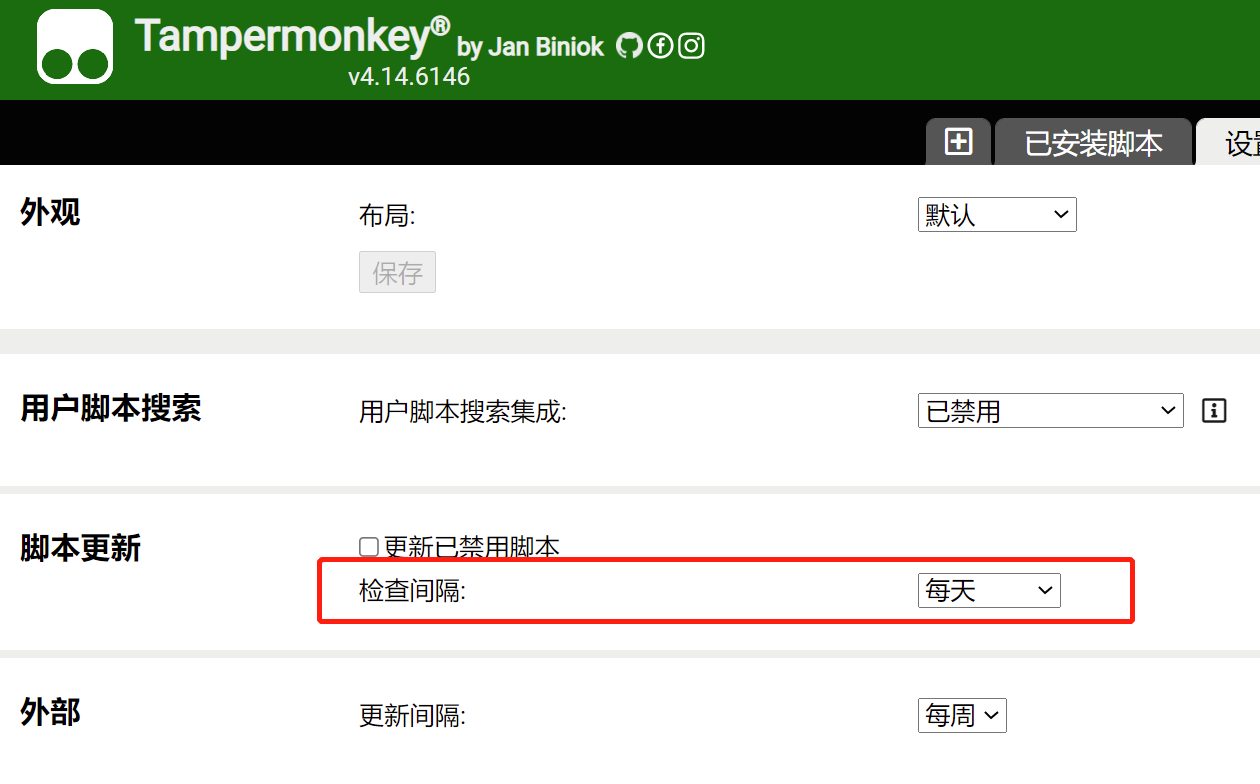 Tampermonkey® by Jan Biniok
v4.14.6146
已安装脚本
外观
布局: 默认
保存
用户脚本搜索
用户脚本搜索集成: 已禁用
脚本更新
更新已禁用脚本
检查间隔: 每天
外部
更新间隔: 每周